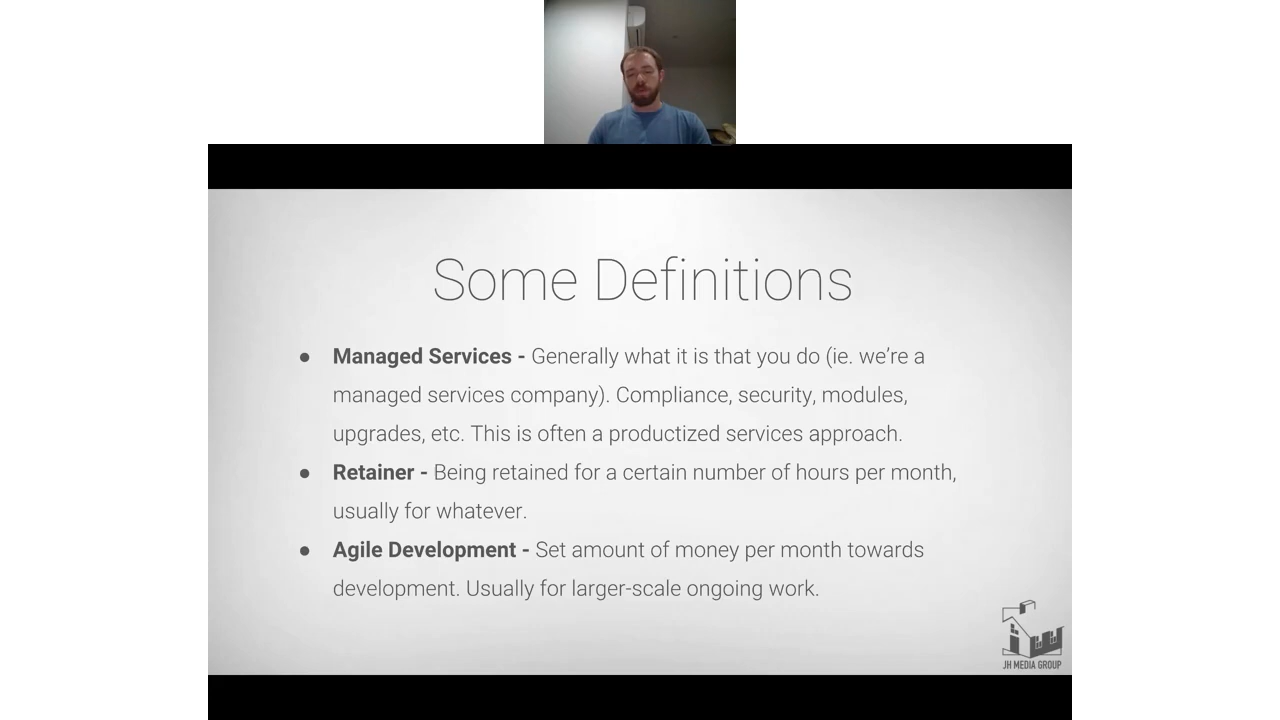 Some Definitions
● Managed Services - Generally what it is that you do (ie. we’re a
managed services company). Compliance, security, modules,
upgrades, etc. This is often a productized services approach.
● Retainer - Being retained for a certain number of hours per month,
usually for whatever.
● Agile Development - Set amount of money per month towards
development. Usually for larger-scale ongoing work.
JH MEDIA GROUP